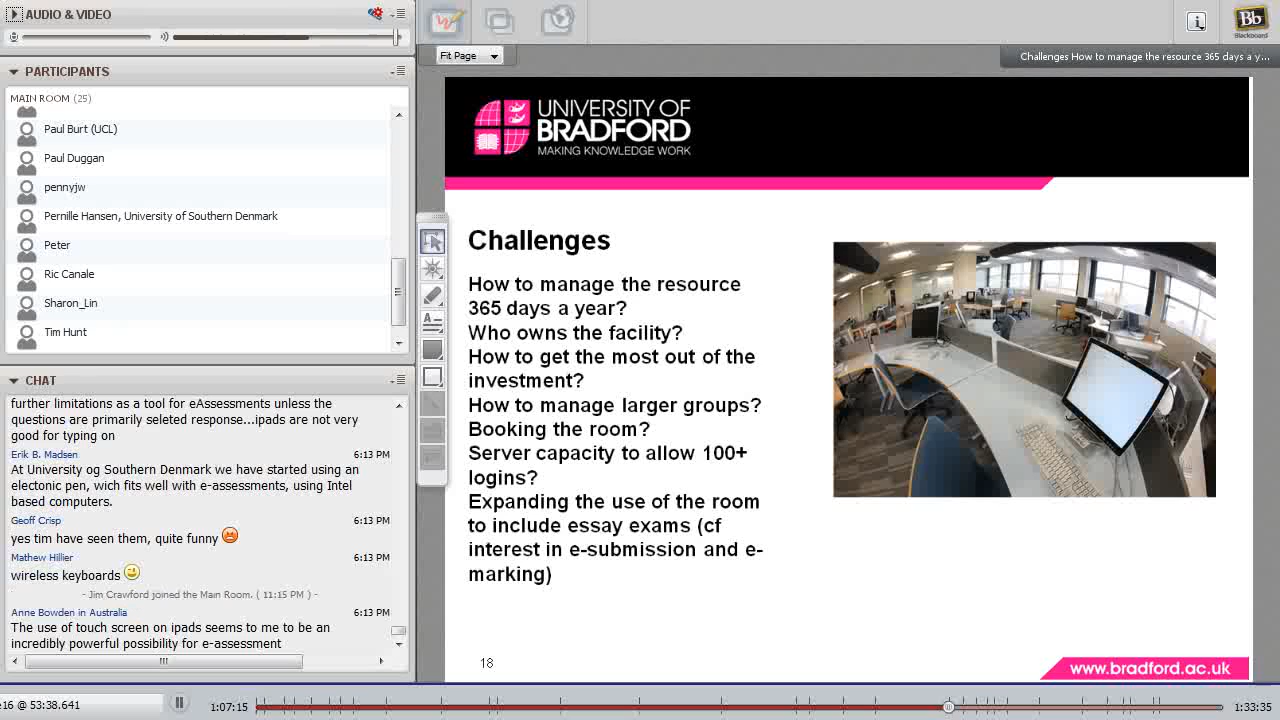 AUDIO & VIDEO
PARTICIPANTS
MAIN ROOM (25)
Paul Burt (UCL)
Paul Duggan
pennyjw
Pernille Hansen, University of Southern Denmark
Peter
Ric Canale
Sharon_Lin
Tim Hunt
CHAT
further limitations as a tool for eAssessments unless the
questions are primarily seleted response...ipads are not very
good for typing on
Erik B. Madsen 6:13 PM
At University og Southern Denmark we have started using an
electonic pen, wich fits well with e-assessments, using Intel
based computers.
Geoff Crisp 6:13 PM
yes tim I ave seen them, quite funny
Mathew Hillier 6:13 PM
wireless keyboards
- Jim Crawford joined the Main Room. ( 11:15 PM ) -
Anne Bowden in Australia 6:13 PM
The use of touch screen on ipads seems to me to be an
incredibly powerful possibility for e-assessment
:16 @ 53:38.641
Fit Page
Bb
Blackboard
Challenges How to manage the resource 365 days a y...
UNIVERSITY OF
BRADFORD
MAKING KNOWLEDGE WORK
Challenges
How to manage the resource
365 days a year?
Who owns the facility?
How to get the most out of the
investment?
How to manage larger groups?
Booking the room?
Server capacity to allow 100+
logins?
Expanding the use of the room
to include essay exams (cf
interest in e-submission and e-
marking)
18
www.bradford.ac.uk
1:07:15
1:33:35